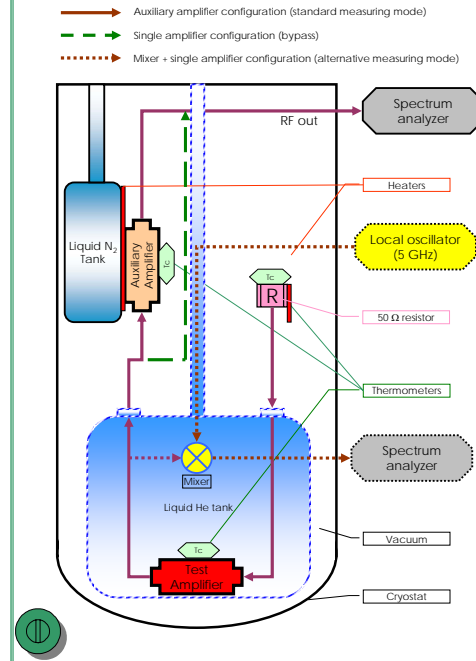 Auxiliary amplifier configuration (standard measuring mode)
Single amplifier configuration (bypass)
Mixer + single amplifier configuration (alternative measuring mode)
Spectrum
analyzer
RF out
Heaters
Liquid N2
Tank
Auxiliary
Amplifier
Tc
Local oscillator
(5 GHz)
Tc
R
50 Ω resistor
Thermometers
Spectrum
analyzer
Mixer
Liquid He tank
Vacuum
Tc
Test
Amplifier
Cryostat